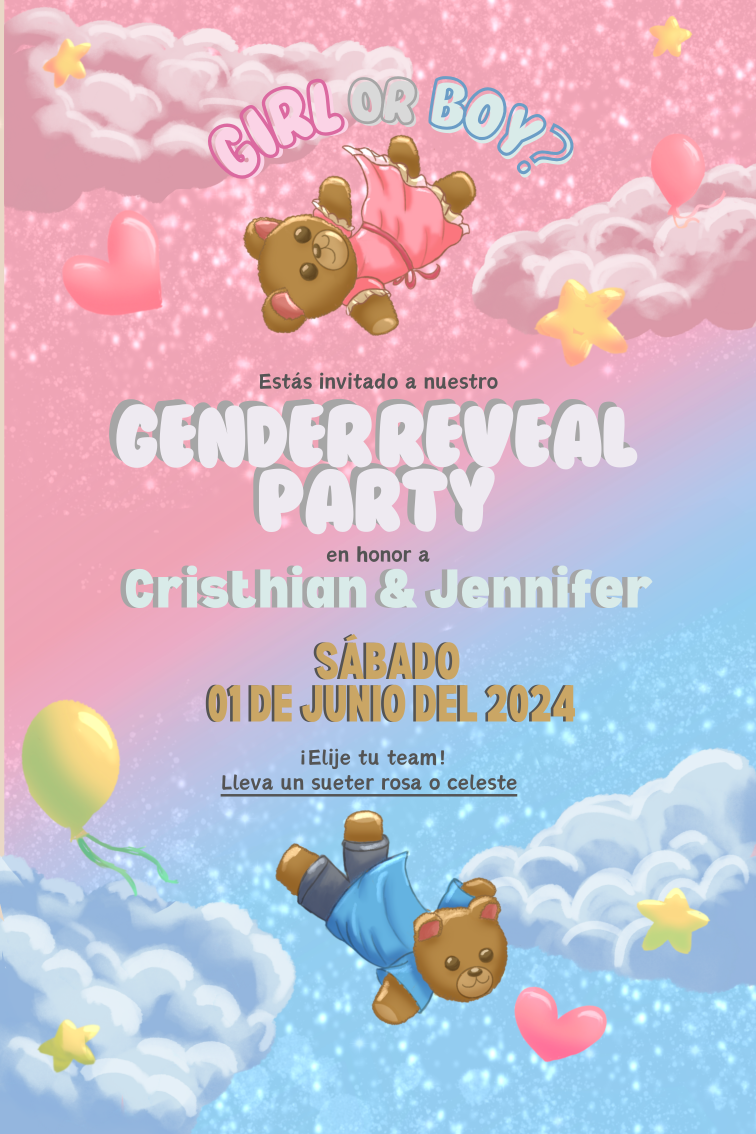 GIRL OR BOY?
Estás invitado a nuestro
GENDER REVEAL
PARTY
en honor a
Cristhian & Jennifer
SÁBADO
01 DE JUNIO DEL 2024
¡Elije tu team!
Lleva un sueter rosa o celeste